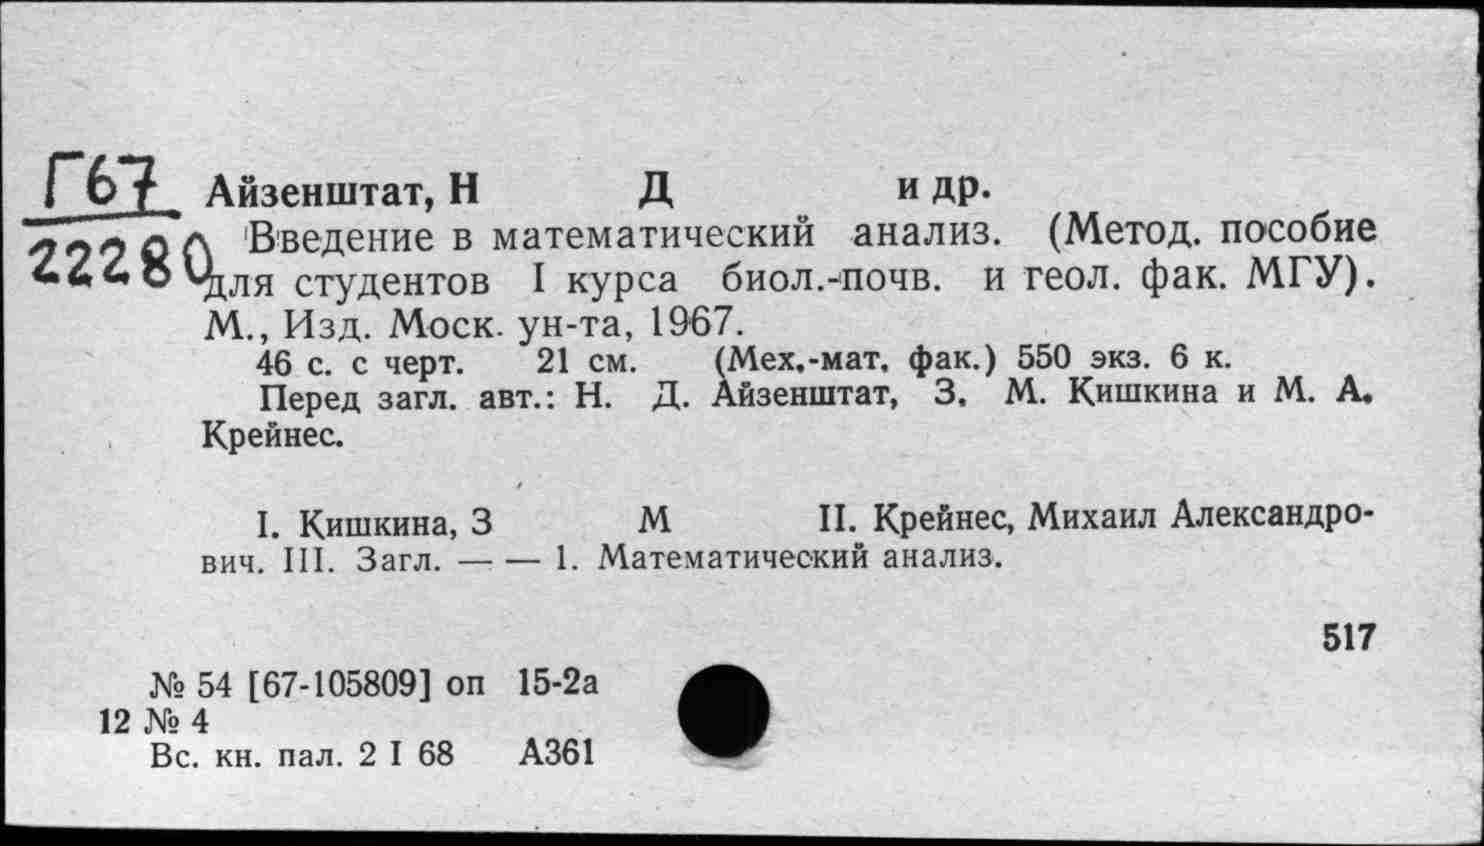 Г67
22280
Айзенштат, Н Д и др.
Введение в математический анализ. (Метод. пособие
для студентов I курса биол.-почв. и геол. фак. МГУ).
М., Изд. Моск. ун-та, 1967.
46 с. с черт. 21 см. (Мех.-мат. фак.) 550 экз. 6 к.
Перед загл. авт.: Н. Д. Айзенштат, З. М. Кишкина и М. А.
Крейнес.
I. Кишкина, З М II. Крейнес, Михаил Александро-
вич. III. Загл. — — 1. Математический анализ.
517
№ 54 [67-105809] оп 15-2а
12 № 4
Вс. кн. пал. 2 I 68 А361